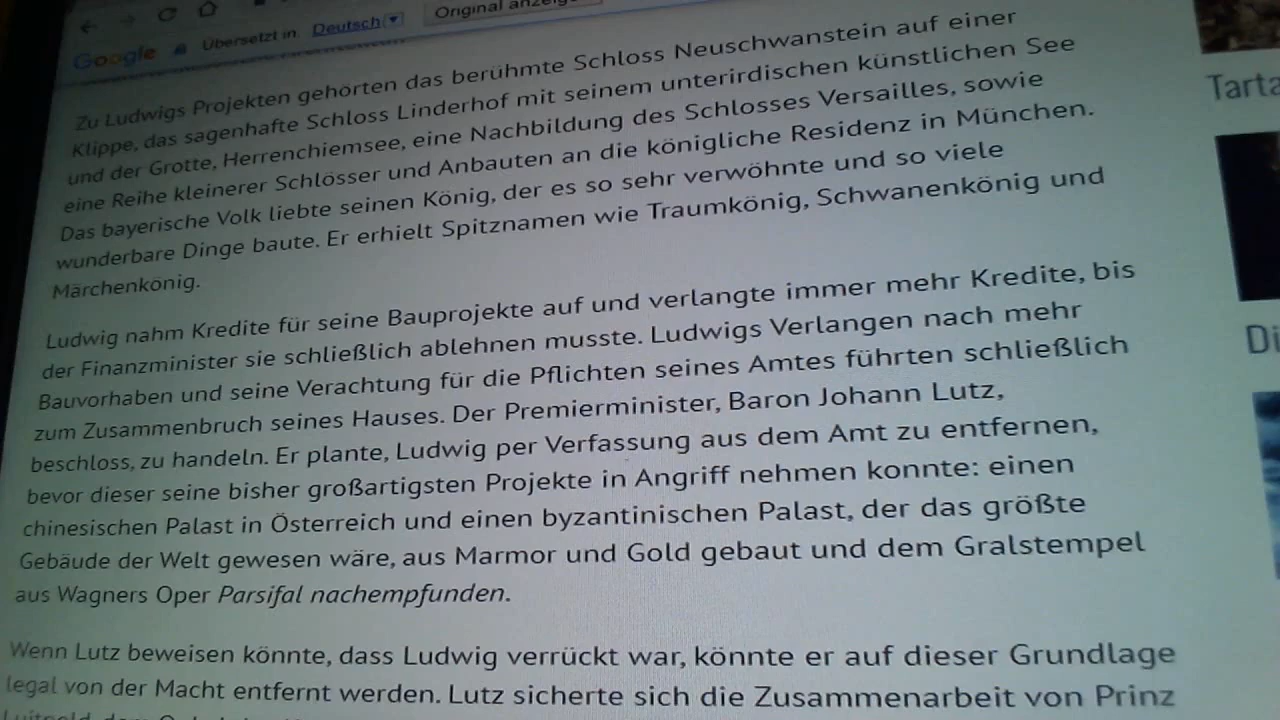 Google Übersetzt in: Deutsch Original
Zu Ludwigs Projekten gehörten das berühmte Schloss Neuschwanstein auf einer
Klippe, das sagenhafte Schloss Linderhof mit seinem unterirdischen künstlichen See
und der Grotte, Herrenchiemsee, eine Nachbildung des Schlosses Versailles, sowie
eine Reihe kleinerer Schlösser und Anbauten an die königliche Residenz in München.
Das bayerische Volk liebte seinen König, der es so sehr verwöhnte und so viele
wunderbare Dinge baute. Er erhielt Spitznamen wie Traumkönig, Schwanenkönig und
Märchenkönig.
Ludwig nahm Kredite für seine Bauprojekte auf und verlangte immer mehr Kredite, bis
der Finanzminister sie schließlich ablehnen musste. Ludwigs Verlangen nach mehr
Bauvorhaben und seine Verachtung für die Pflichten seines Amtes führten schließlich
zum Zusammenbruch seines Hauses. Der Premierminister, Baron Johann Lutz,
beschloss, zu handeln. Er plante, Ludwig per Verfassung aus dem Amt zu entfernen,
bevor dieser seine bisher großartigsten Projekte in Angriff nehmen konnte: einen
chinesischen Palast in Österreich und einen byzantinischen Palast, der das größte
Gebäude der Welt gewesen wäre, aus Marmor und Gold gebaut und dem Gralstempel
aus Wagners Oper Parsifal nachempfunden.
Wenn Lutz beweisen könnte, dass Ludwig verrückt war, könnte er auf dieser Grundlage
legal von der Macht entfernt werden. Lutz sicherte sich die Zusammenarbeit von Prinz
Tarta
Di